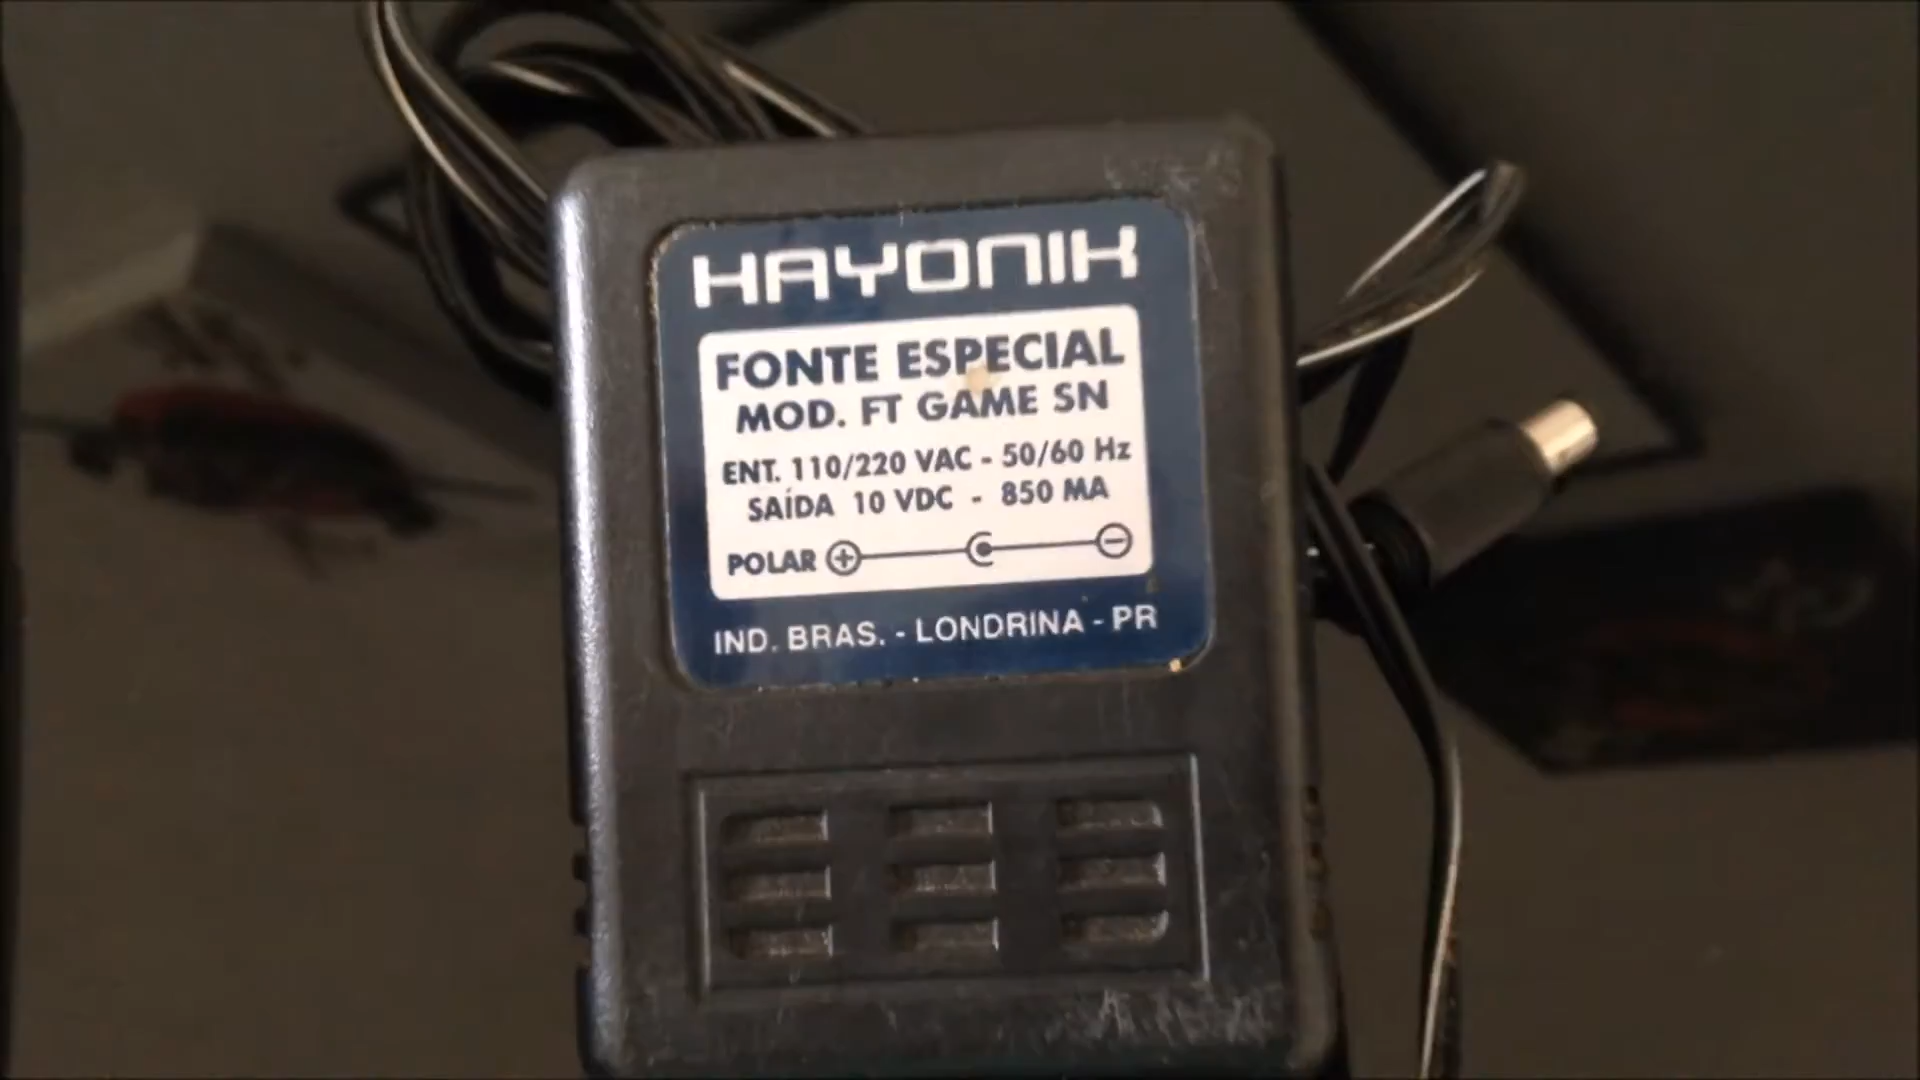 HAYONIK
FONTE ESPECIAL
MOD. FT GAME SN
ENT. 110/220 VAC - 50/60 Hz
SAÍDA 10 VDC - 850 MA
POLAR + −
IND. BRAS. - LONDRINA - PR